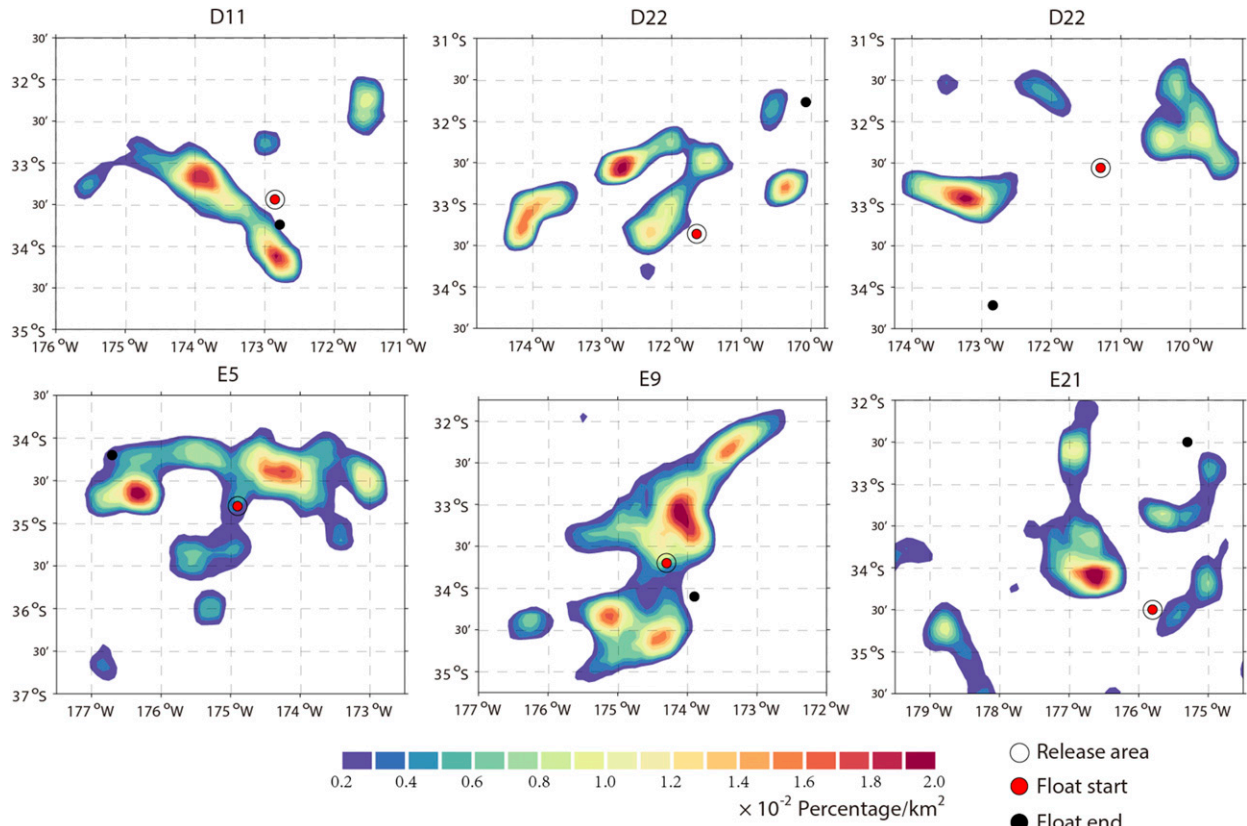 D11
30'
32°S
30'
33°S
30'
34°S
30'
35°S
176°W 175°W 174°W 173°W 172°W 171°W
D22
31°S
30'
32°S
30'
33°S
30'
34°S
30'
174°W 173°W 172°W 171°W 170°W
D22
31°S
30'
32°S
30'
33°S
30'
34°S
30'
174°W 173°W 172°W 171°W 170°W
E5
30'
34°S
30'
35°S
30'
36°S
30'
37°S
177°W 176°W 175°W 174°W 173°W
E9
32°S
30'
33°S
30'
34°S
30'
35°S
177°W 176°W 175°W 174°W 173°W 172°W
E21
32°S
30'
33°S
30'
34°S
30'
35°S
30'
179°W 178°W 177°W 176°W 175°W
0.2 0.4 0.6 0.8 1.0 1.2 1.4 1.6 1.8 2.0
× 10⁻² Percentage/km²
Release area
Float start
Float end